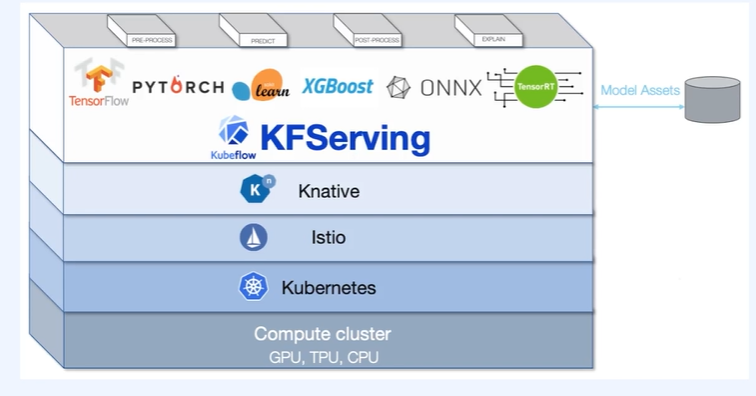 PRE-PROCESS
PREDICT
POST-PROCESS
EXPLAIN
TensorFlow
PYTORCH
learn
XGBoost
ONNX
TensorRT
Model Assets
Kubeflow
KFServing
Knative
Istio
Kubernetes
Compute cluster
GPU, TPU, CPU